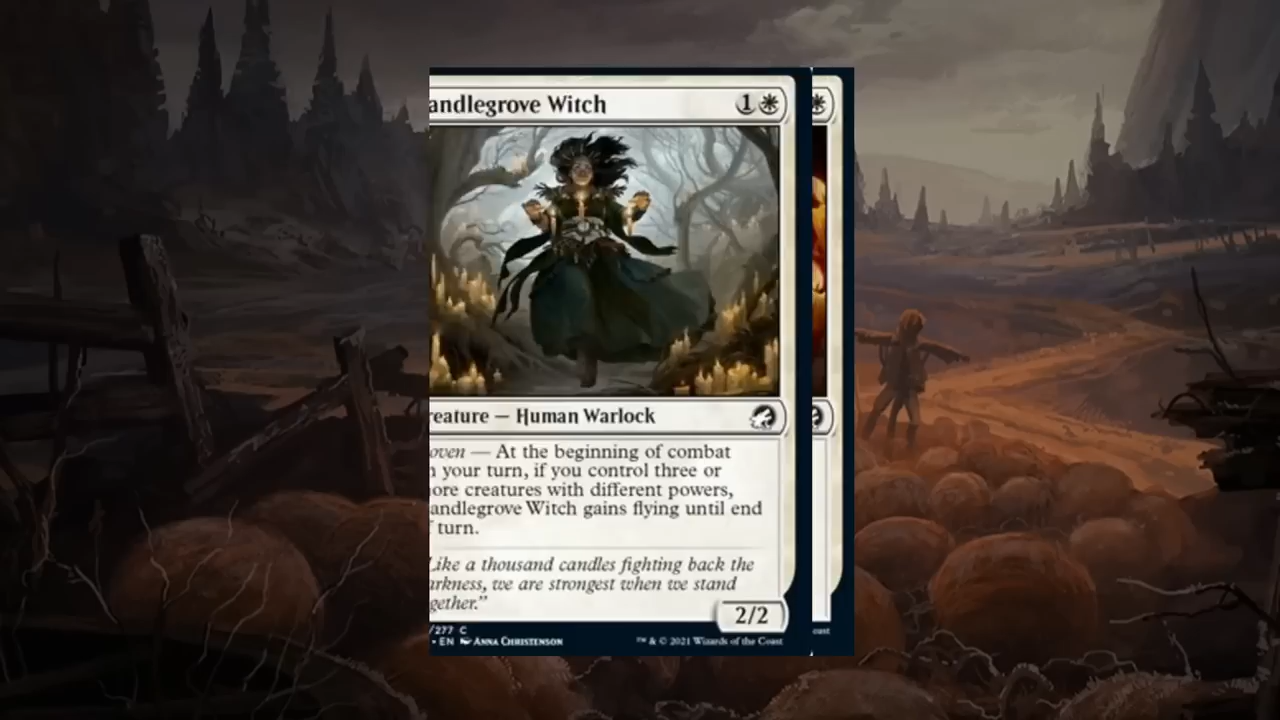 andlegrove Witch 1
reature — Human Warlock
oven — At the beginning of combat
n your turn, if you control three or
ore creatures with different powers,
andlegrove Witch gains flying until end
f turn.
Like a thousand candles fighting back the
arkness, we are strongest when we stand
gether."
2/2
/277 C
• EN Anna Christenson ™ & © 2021 Wizards of the Coast
oast